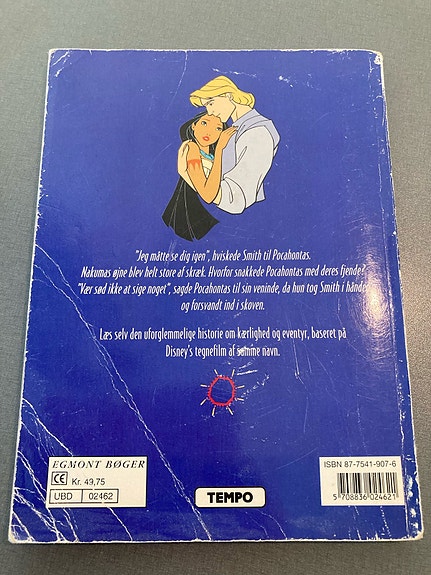 "Jeg måtte se dig igen", hviskede Smith til Pocahontas.
Nakumas øjne blev helt store af skræk. Hvorfor snakkede Pocahontas med deres fjende?
"Vær sød ikke at sige noget", sagde Pocahontas til sin veninde, da hun tog Smith i hånden
og forsvandt ind i skoven.
Læs selv den uforglemmelige historie om kærlighed og eventyr, baseret på
Disney's tegnefilm af samme navn.
EGMONT BØGER
CE Kr. 49,75
UBD 02462
TEMPO
ISBN 87-7541-907-6
5 708836 024621